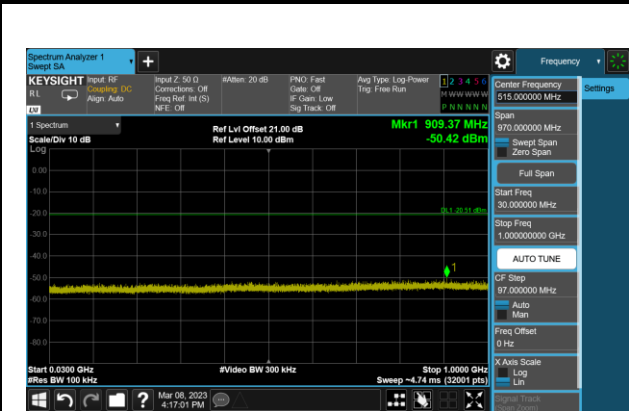 Spectrum Analyzer 1
Swept SA
+
Frequency
KEYSIGHT
RL
LXI
Input: RF
Coupling: DC
Align: Auto
Input Z: 50 Ω
Corrections: Off
Freq Ref: Int (S)
NFE: Off
#Atten: 20 dB
PNO: Fast
Gate: Off
IF Gain: Low
Sig Track: Off
Avg Type: Log-Power
Trig: Free Run
1 2 3 4 5 6
M W W W W W
P N N N N N
1 Spectrum
Scale/Div 10 dB
Log
Ref Lvl Offset 21.00 dB
Ref Level 10.00 dBm
Mkr1 909.37 MHz
-50.42 dBm
0.00
-10.0
-20.0
-30.0
-40.0
-50.0
-60.0
-70.0
-80.0
DL1 -20.51 dBm
1
Start 0.0300 GHz
#Res BW 100 kHz
#Video BW 300 kHz
Stop 1.0000 GHz
Sweep ~4.74 ms (32001 pts)
Center Frequency
515.000000 MHz
Settings
Span
970.000000 MHz
Swept Span
Zero Span
Full Span
Start Freq
30.000000 MHz
Stop Freq
1.000000000 GHz
AUTO TUNE
CF Step
97.000000 MHz
Auto
Man
Freq Offset
0 Hz
X Axis Scale
Log
Lin
Signal Track
(Span Zoom)
?
Mar 08, 2023
4:17:01 PM